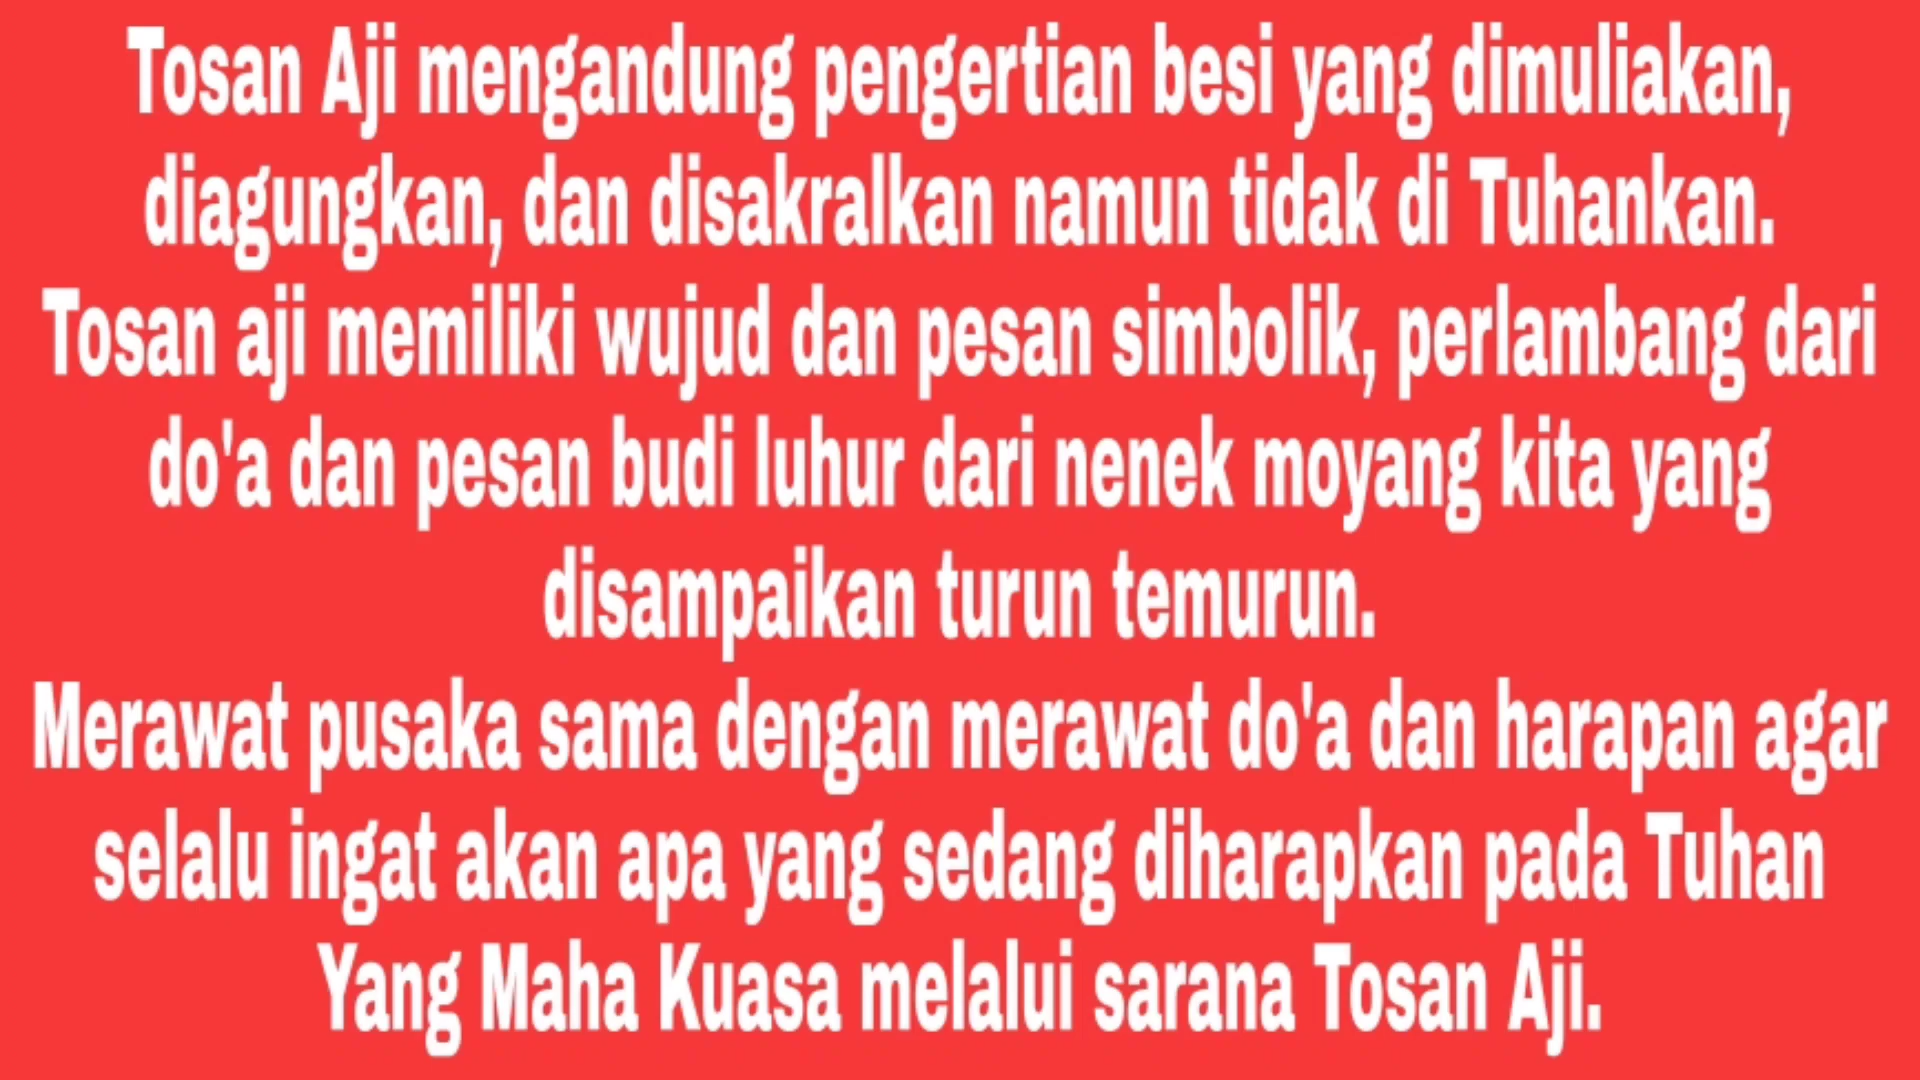 Tosan Aji mengandung pengertian besi yang dimuliakan,
diagungkan, dan disakralkan namun tidak di Tuhankan.
Tosan aji memiliki wujud dan pesan simbolik, perlambang dari
do'a dan pesan budi luhur dari nenek moyang kita yang
disampaikan turun temurun.
Merawat pusaka sama dengan merawat do'a dan harapan agar
selalu ingat akan apa yang sedang diharapkan pada Tuhan
Yang Maha Kuasa melalui sarana Tosan Aji.